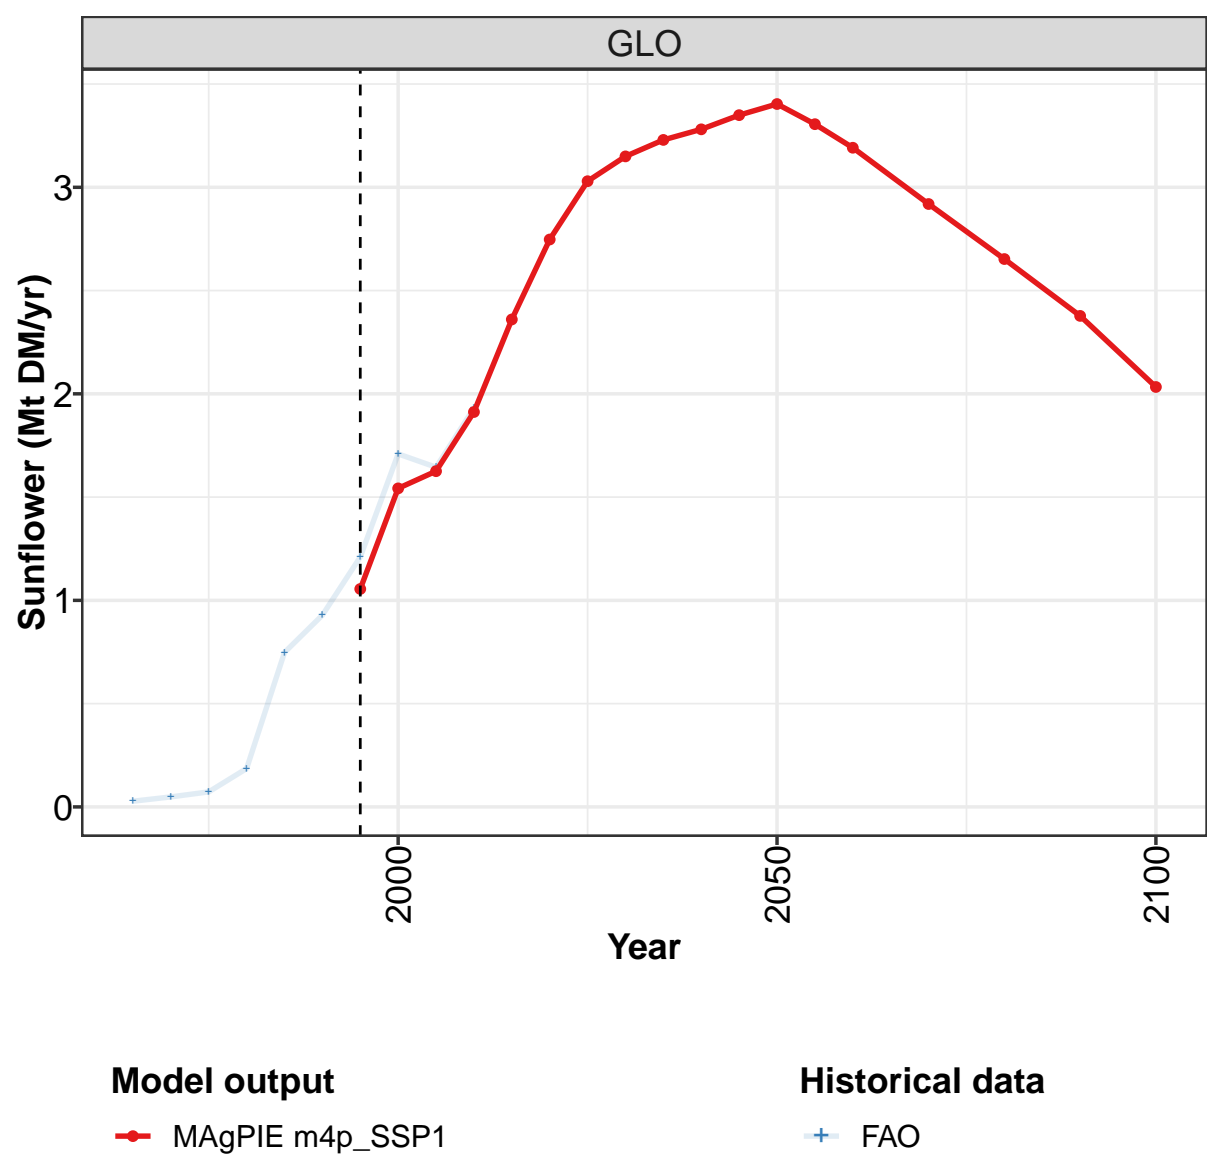 GLO
Sunflower (Mt DM/yr)
3
2
1
0
2000
2050
2100
Year
Model output
MAgPIE m4p_SSP1
Historical data
FAO